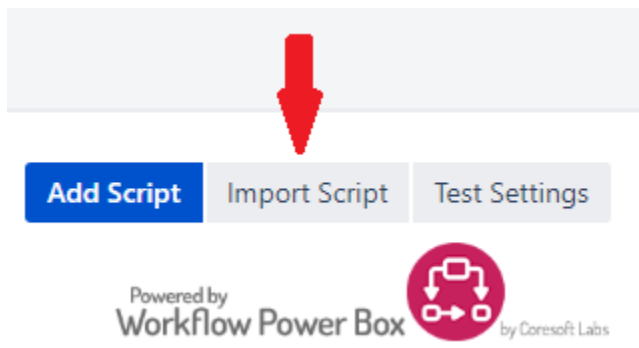 Add Script Import Script Test Settings
Powered by
Workflow Power Box by Coresoft Labs